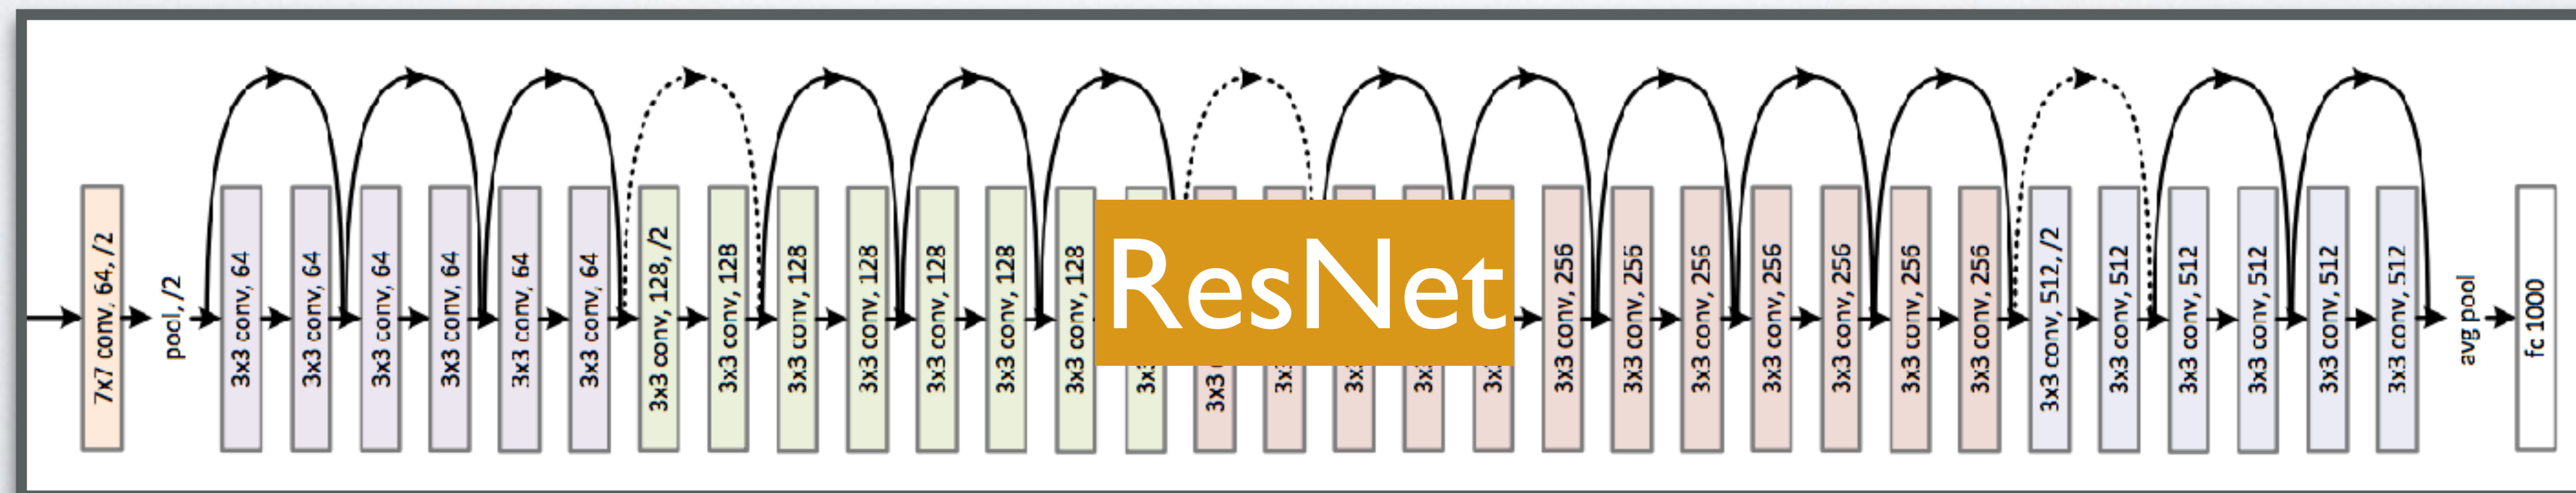 7x7 conv, 64, /2
pool, /2
3x3 conv, 64
3x3 conv, 64
3x3 conv, 64
3x3 conv, 64
3x3 conv, 64
3x3 conv, 64
3x3 conv, 128, /2
3x3 conv, 128
3x3 conv, 128
3x3 conv, 128
3x3 conv, 128
3x3 conv, 128
3x3 conv, 128
ResNet
3x3 conv, 256
3x3 conv, 256
3x3 conv, 256
3x3 conv, 256
3x3 conv, 256
3x3 conv, 256
3x3 conv, 256
3x3 conv, 512, /2
3x3 conv, 512
3x3 conv, 512
3x3 conv, 512
3x3 conv, 512
3x3 conv, 512
avg pool
fc 1000